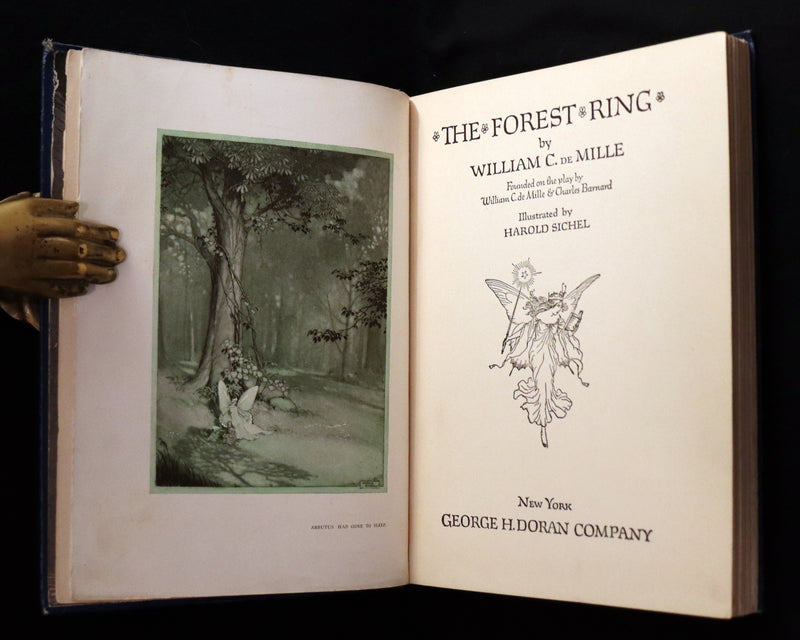 ARBUTUS HAD GONE TO SLEEP.
THE FOREST RING
by
WILLIAM C. DE MILLE
Founded on the play by
William C. de Mille & Charles Barnard
Illustrated by
HAROLD SICHEL
NEW YORK
GEORGE H. DORAN COMPANY